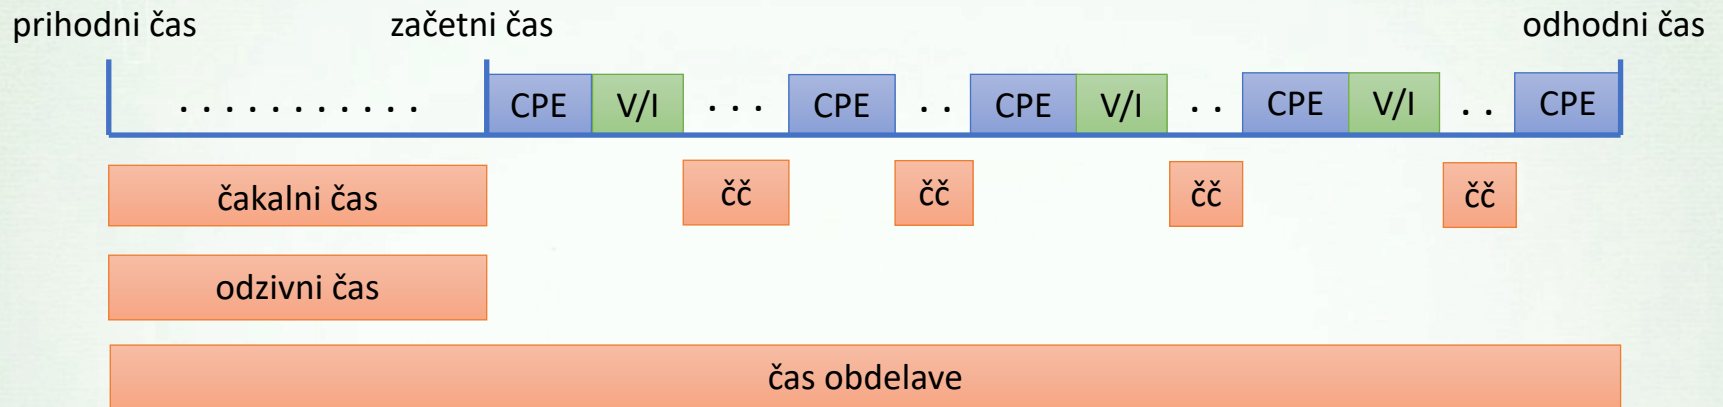 prihodni čas začetni čas odhodni čas
. . . . . . . . . . . CPE V/I . . . CPE . . CPE V/I . . CPE V/I . . CPE
čakalni čas čč čč čč čč
odzivni čas
čas obdelave